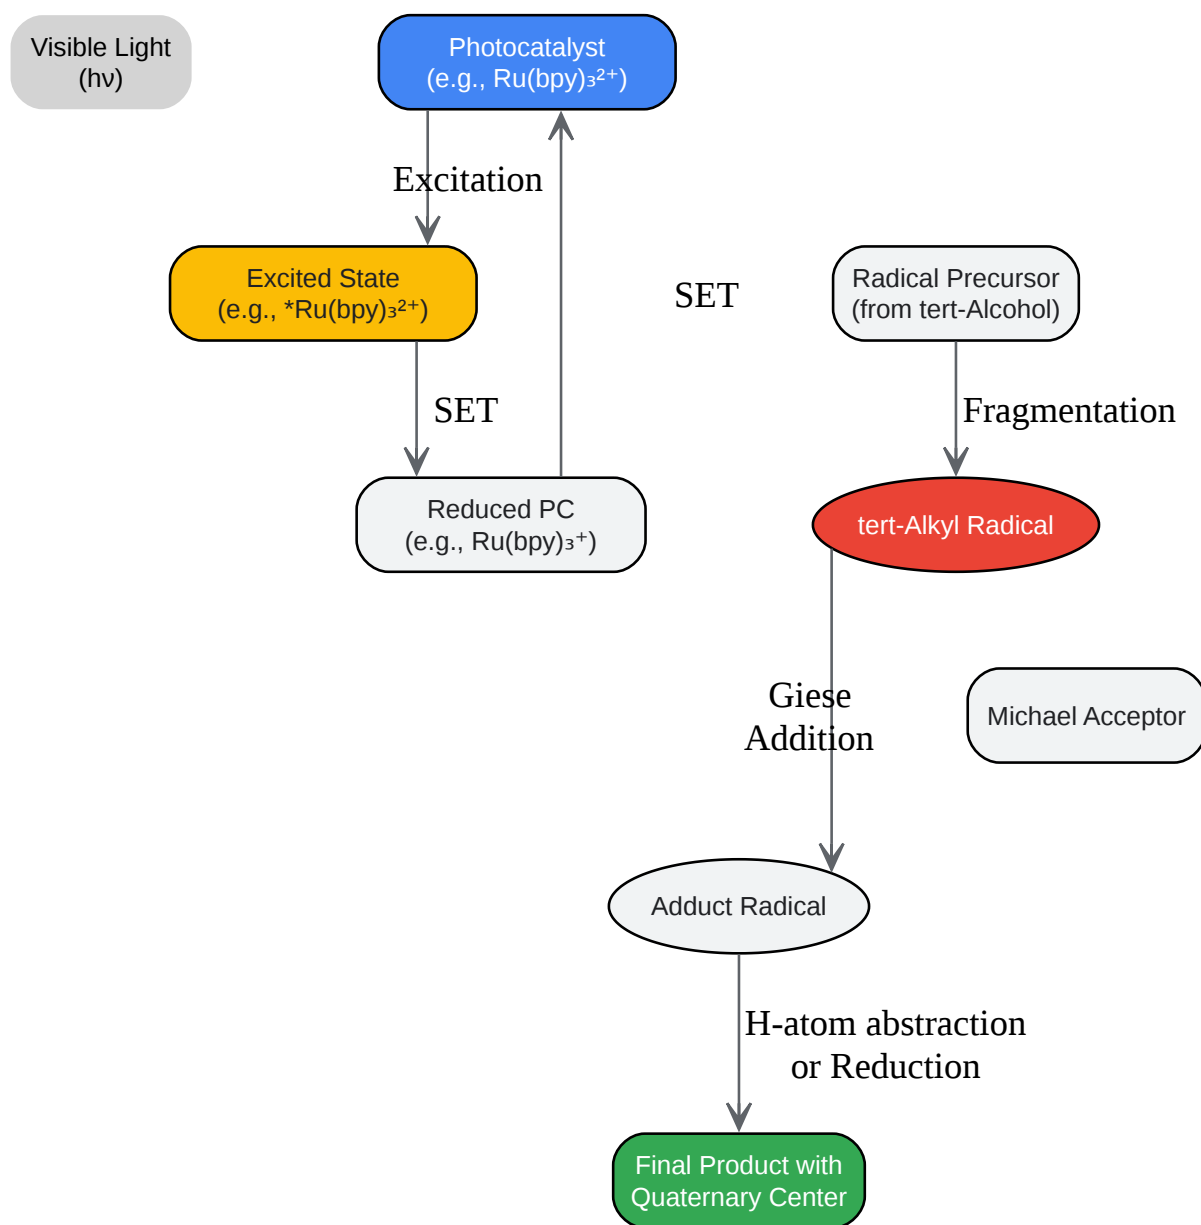 Visible Light
(hν)
Photocatalyst
(e.g., Ru(bpy)₃²⁺)
Excitation
Excited State
(e.g., *Ru(bpy)₃²⁺)
SET
Radical Precursor
(from tert-Alcohol)
SET
Fragmentation
Reduced PC
(e.g., Ru(bpy)₃⁺)
tert-Alkyl Radical
Giese
Addition
Michael Acceptor
Adduct Radical
H-atom abstraction
or Reduction
Final Product with
Quaternary Center